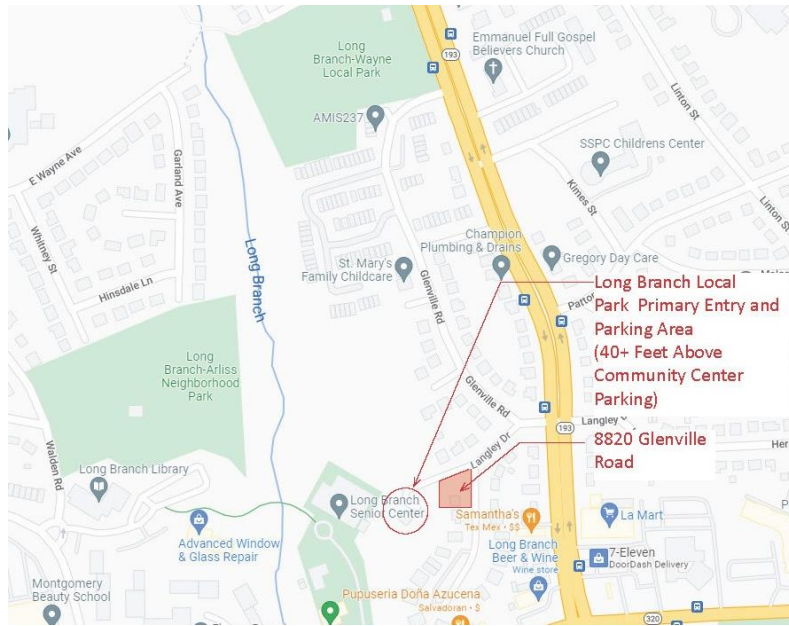 Long
Branch-Wayne
Local Park
193
Emmanuel Full Gospel
Believers Church
AMIS237
Linton St
SSPC Childrens Center
E Wayne Ave
Garland Ave
Kimes St
Whitney St
Linton St
Long Branch
Champion
Plumbing & Drains
Gregory Day Care
St. Mary's
Family Childcare
Glenville Rd
Hinsdale Ln
Long Branch Local
Park Primary Entry and
Parking Area
(40+ Feet Above
Community Center
Parking)
Long
Branch-Arliss
Neighborhood
Park
Glenville Rd
193
Langley
Langley Dr
8820 Glenville
Road
Her
Walden Rd
Long Branch Library
Long Branch
Senior Center
Samantha's
Tex Mex • $$
La Mart
Advanced Window
& Glass Repair
Long Branch
Beer & Wine
Wine store
7-Eleven
DoorDash Delivery
Montgomery
Beauty School
Pupuseria Doña Azucena
Salvadoran • $
320